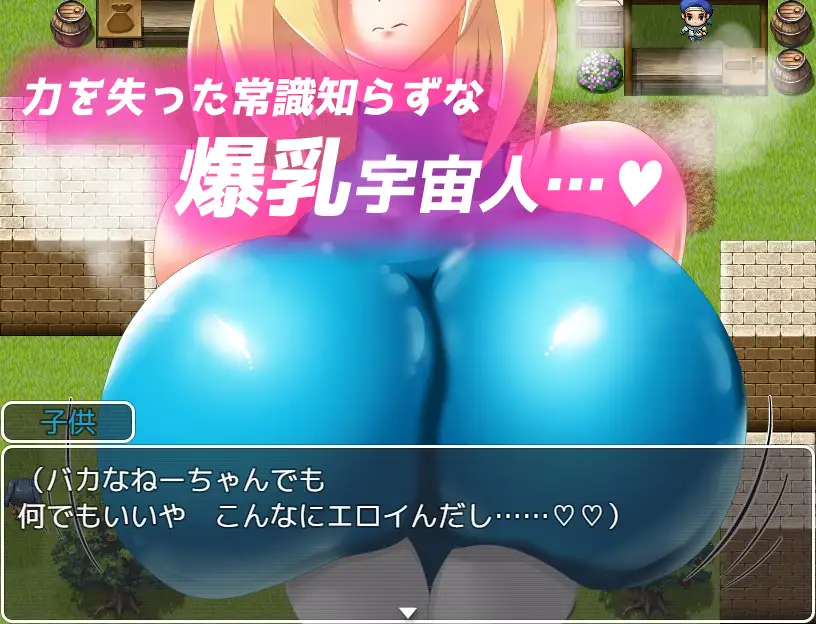 力を失った常識知らずな
爆乳宇宙人…♥
子供
（バカなねーちゃんでも
何でもいいや　こんなにエロイんだし……♡♡）